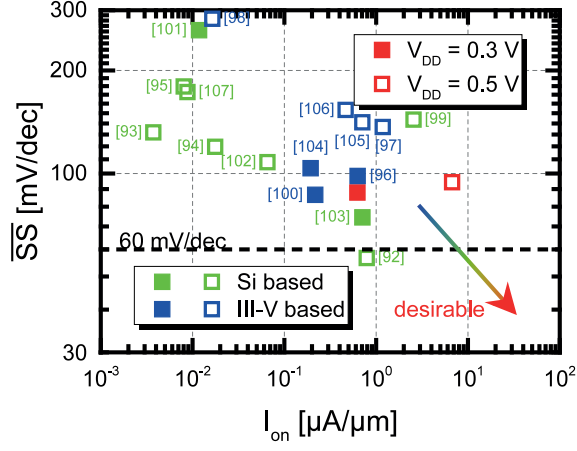 300
200
100
30
SS [mV/dec]
[101]
[98]
[95]
[107]
[93]
[94]
[102]
[106]
[105]
[97]
[99]
[104]
[96]
[100]
[103]
[92]
V_DD = 0.3 V
V_DD = 0.5 V
60 mV/dec
Si based
III-V based
desirable
10^-3 10^-2 10^-1 10^0 10^1 10^2
I_on [µA/µm]